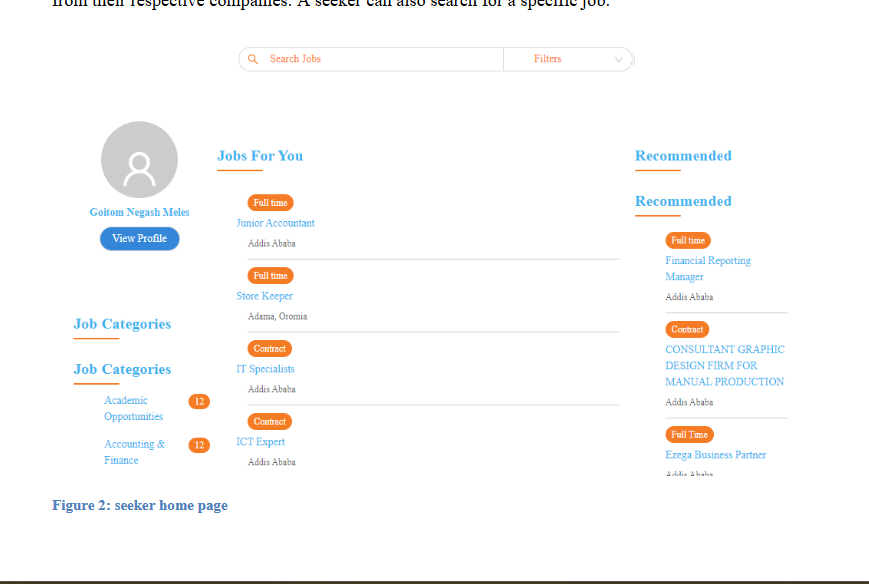 from their respective companies. A seeker can also search for a specific job.
Search Jobs
Filters
Goitom Negash Meles
View Profile
Job Categories
Job Categories
Academic
Opportunities
12
Accounting &
Finance
12
Jobs For You
Full time
Junior Accountant
Addis Ababa
Full time
Store Keeper
Adama, Oromia
Contract
IT Specialists
Addis Ababa
Contract
ICT Expert
Addis Ababa
Recommended
Recommended
Full time
Financial Reporting
Manager
Addis Ababa
Contract
CONSULTANT GRAPHIC
DESIGN FIRM FOR
MANUAL PRODUCTION
Addis Ababa
Full Time
Ezega Business Partner
Addis Ababa
Figure 2: seeker home page